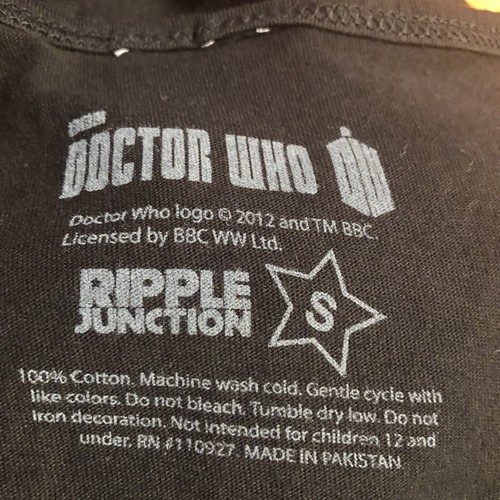 BBC
DOCTOR WHO DW
Doctor Who logo © 2012 and TM BBC.
Licensed by BBC WW Ltd.
RIPPLE
JUNCTION
S
100% Cotton. Machine wash cold. Gentle cycle with
like colors. Do not bleach. Tumble dry low. Do not
iron decoration. Not intended for children 12 and
under. RN #110927. MADE IN PAKISTAN